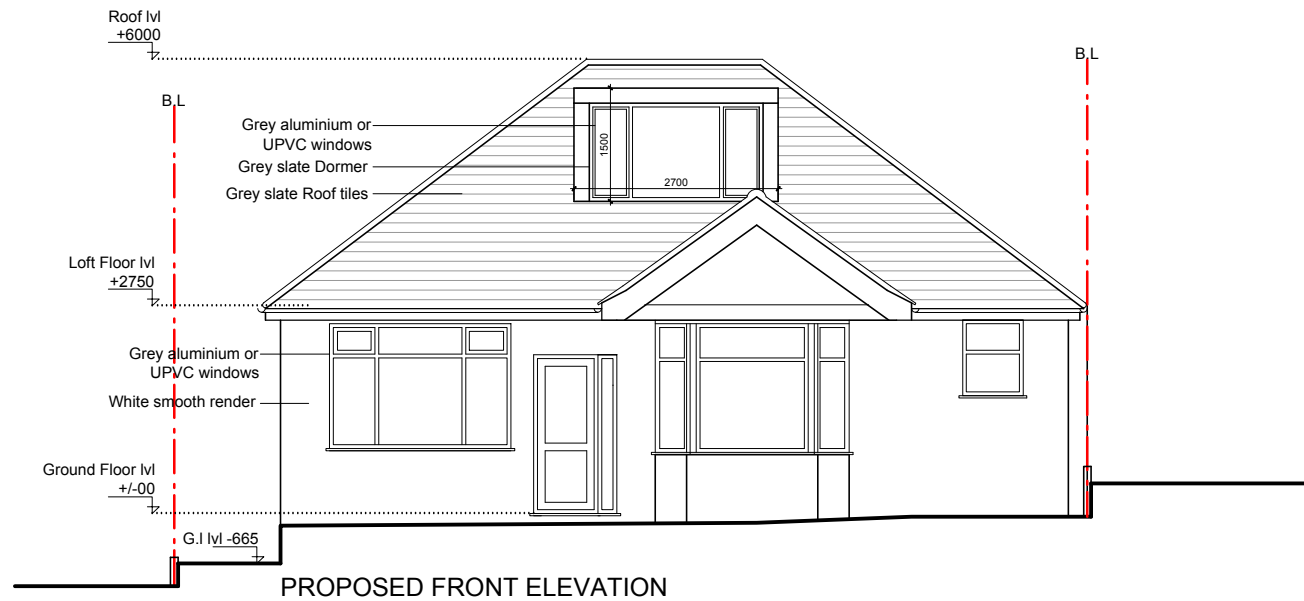 Roof lvl
+6000
B.L
B.L
Grey aluminium or
UPVC windows
Grey slate Dormer
Grey slate Roof tiles
1500
2700
Loft Floor lvl
+2750
Grey aluminium or
UPVC windows
White smooth render
Ground Floor lvl
+/-00
G.l lvl -665
PROPOSED FRONT ELEVATION